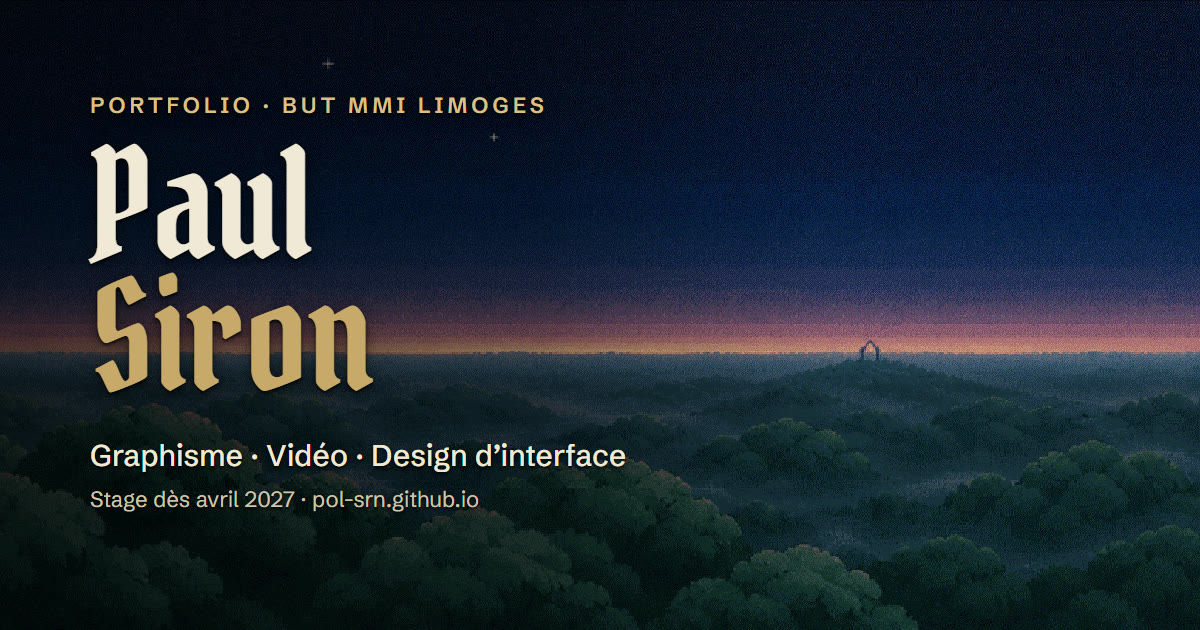 PORTFOLIO · BUT MMI LIMOGES
Paul
Siron
Graphisme · Vidéo · Design d’interface
Stage dès avril 2027 · pol-srn.github.io